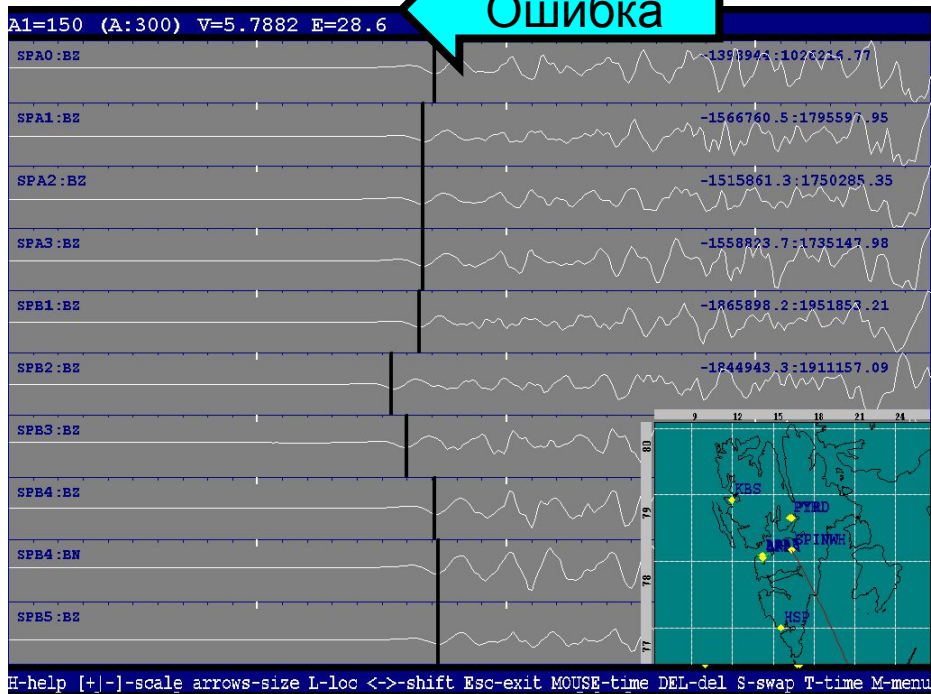 Ошибка
A1=150 (A:300) V=5.7882 E=28.6
SPA0:BZ
SPA1:BZ -1566760.5:1795597.95
SPA2:BZ -1515861.3:1750285.35
SPA3:BZ -1558823.7:1735147.98
SPB1:BZ -1865898.2:1951853.21
SPB2:BZ -1844943.3:1911157.09
SPB3:BZ
SPB4:BZ
SPB4:BN
SPB5:BZ
9 12 15 18 21 24
80
KBS
79
PYRD
SPINWH
78
HSP
77
H-help [+|-]-scale arrows-size L-loc <->-shift Esc-exit MOUSE-time DEL-del S-swap T-time M-menu